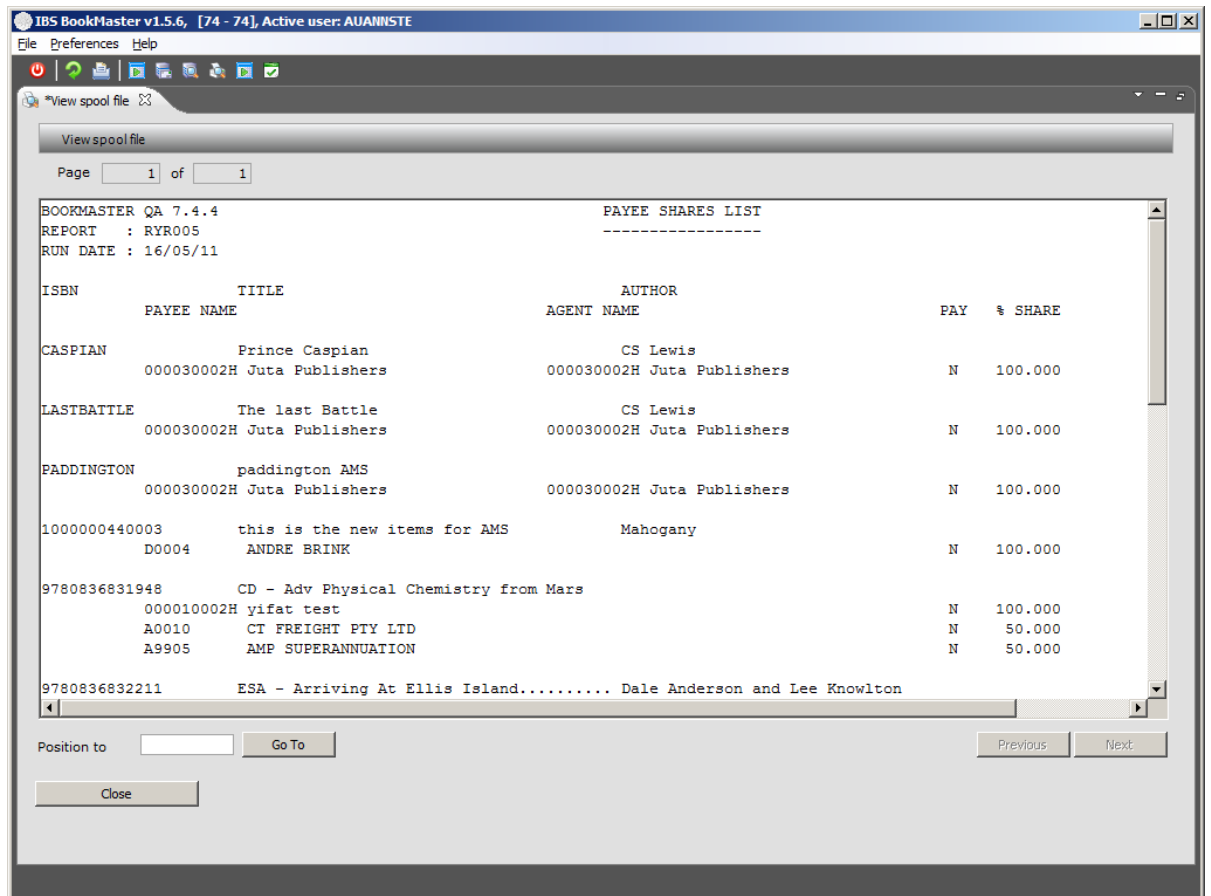 IBS BookMaster v1.5.6, [74 - 74], Active user: AUANNSTE
File Preferences Help
*View spool file
View spool file
Page 1 of 1
BOOKMASTER QA 7.4.4 PAYEE SHARES LIST
REPORT : RYR005 -----------------
RUN DATE : 16/05/11
ISBN TITLE AUTHOR
PAYEE NAME AGENT NAME PAY % SHARE
CASPIAN Prince Caspian CS Lewis
000030002H Juta Publishers 000030002H Juta Publishers N 100.000
LASTBATTLE The last Battle CS Lewis
000030002H Juta Publishers 000030002H Juta Publishers N 100.000
PADDINGTON paddington AMS
000030002H Juta Publishers 000030002H Juta Publishers N 100.000
1000000440003 this is the new items for AMS Mahogany
D0004 ANDRE BRINK N 100.000
9780836831948 CD - Adv Physical Chemistry from Mars
000010002H yifat test N 100.000
A0010 CT FREIGHT PTY LTD N 50.000
A9905 AMP SUPERANNUATION N 50.000
9780836832211 ESA - Arriving At Ellis Island.......... Dale Anderson and Lee Knowlton
Position to Go To Previous Next
Close